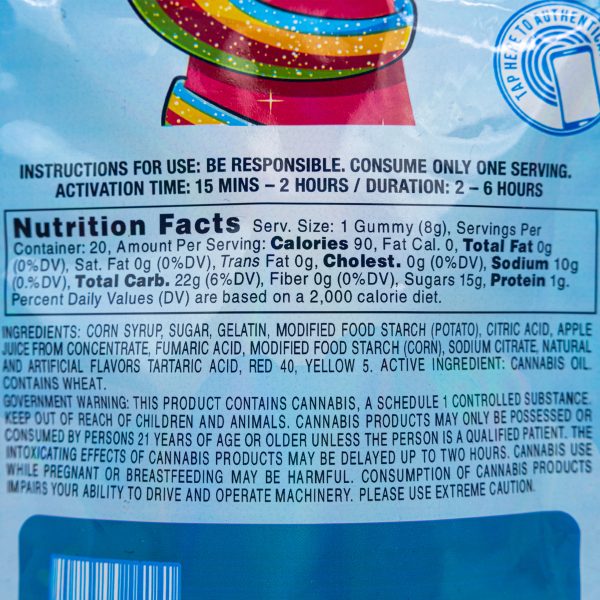 TAP HERE TO AUTHENTICA
INSTRUCTIONS FOR USE: BE RESPONSIBLE. CONSUME ONLY ONE SERVING.
ACTIVATION TIME: 15 MINS – 2 HOURS / DURATION: 2 – 6 HOURS
Nutrition Facts Serv. Size: 1 Gummy (8g), Servings Per
Container: 20, Amount Per Serving: Calories 90, Fat Cal. 0, Total Fat 0g
(0%DV), Sat. Fat 0g (0%DV), Trans Fat 0g, Cholest. 0g (0%DV), Sodium 10g
(0.%DV), Total Carb. 22g (6%DV), Fiber 0g (0%DV), Sugars 15g, Protein 1g.
Percent Daily Values (DV) are based on a 2,000 calorie diet.
INGREDIENTS: CORN SYRUP, SUGAR, GELATIN, MODIFIED FOOD STARCH (POTATO), CITRIC ACID, APPLE
JUICE FROM CONCENTRATE, FUMARIC ACID, MODIFIED FOOD STARCH (CORN), SODIUM CITRATE, NATURAL
AND ARTIFICIAL FLAVORS TARTARIC ACID, RED 40, YELLOW 5. ACTIVE INGREDIENT: CANNABIS OIL.
CONTAINS WHEAT.
GOVERNMENT WARNING: THIS PRODUCT CONTAINS CANNABIS, A SCHEDULE 1 CONTROLLED SUBSTANCE.
KEEP OUT OF REACH OF CHILDREN AND ANIMALS. CANNABIS PRODUCTS MAY ONLY BE POSSESSED OR
CONSUMED BY PERSONS 21 YEARS OF AGE OR OLDER UNLESS THE PERSON IS A QUALIFIED PATIENT. THE
INTOXICATING EFFECTS OF CANNABIS PRODUCTS MAY BE DELAYED UP TO TWO HOURS. CANNABIS USE
WHILE PREGNANT OR BREASTFEEDING MAY BE HARMFUL. CONSUMPTION OF CANNABIS PRODUCTS
IMPAIRS YOUR ABILITY TO DRIVE AND OPERATE MACHINERY. PLEASE USE EXTREME CAUTION.